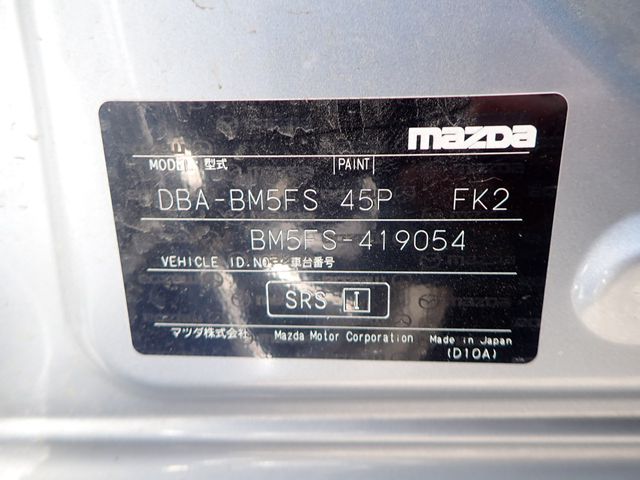 mazda
MODEL 型式 PAINT
DBA-BM5FS 45P FK2
BM5FS-419054
VEHICLE ID.NO. 車台番号
SRS I
マツダ株式会社 Mazda Motor Corporation Made in Japan
(D10A)